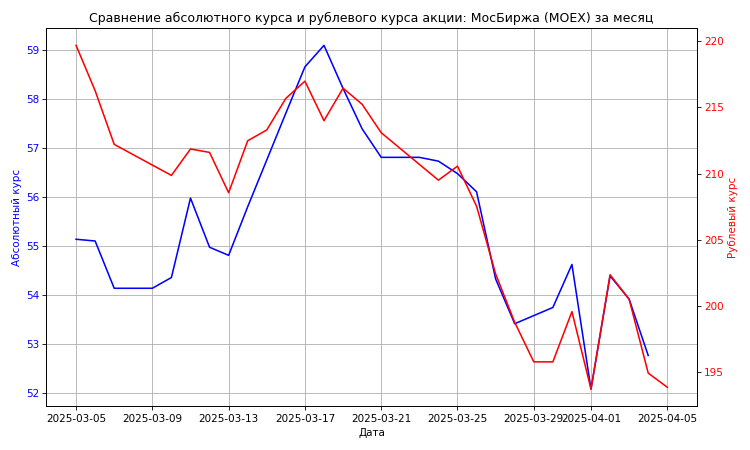 Сравнение абсолютного курса и рублевого курса акции: МосБиржа (MOEX) за месяц
Абсолютный курс
59
58
57
56
55
54
53
52
220
215
210
205
200
195
Рублевый курс
2025-03-05 2025-03-09 2025-03-13 2025-03-17 2025-03-21 2025-03-25 2025-03-29 2025-04-01 2025-04-05
Дата